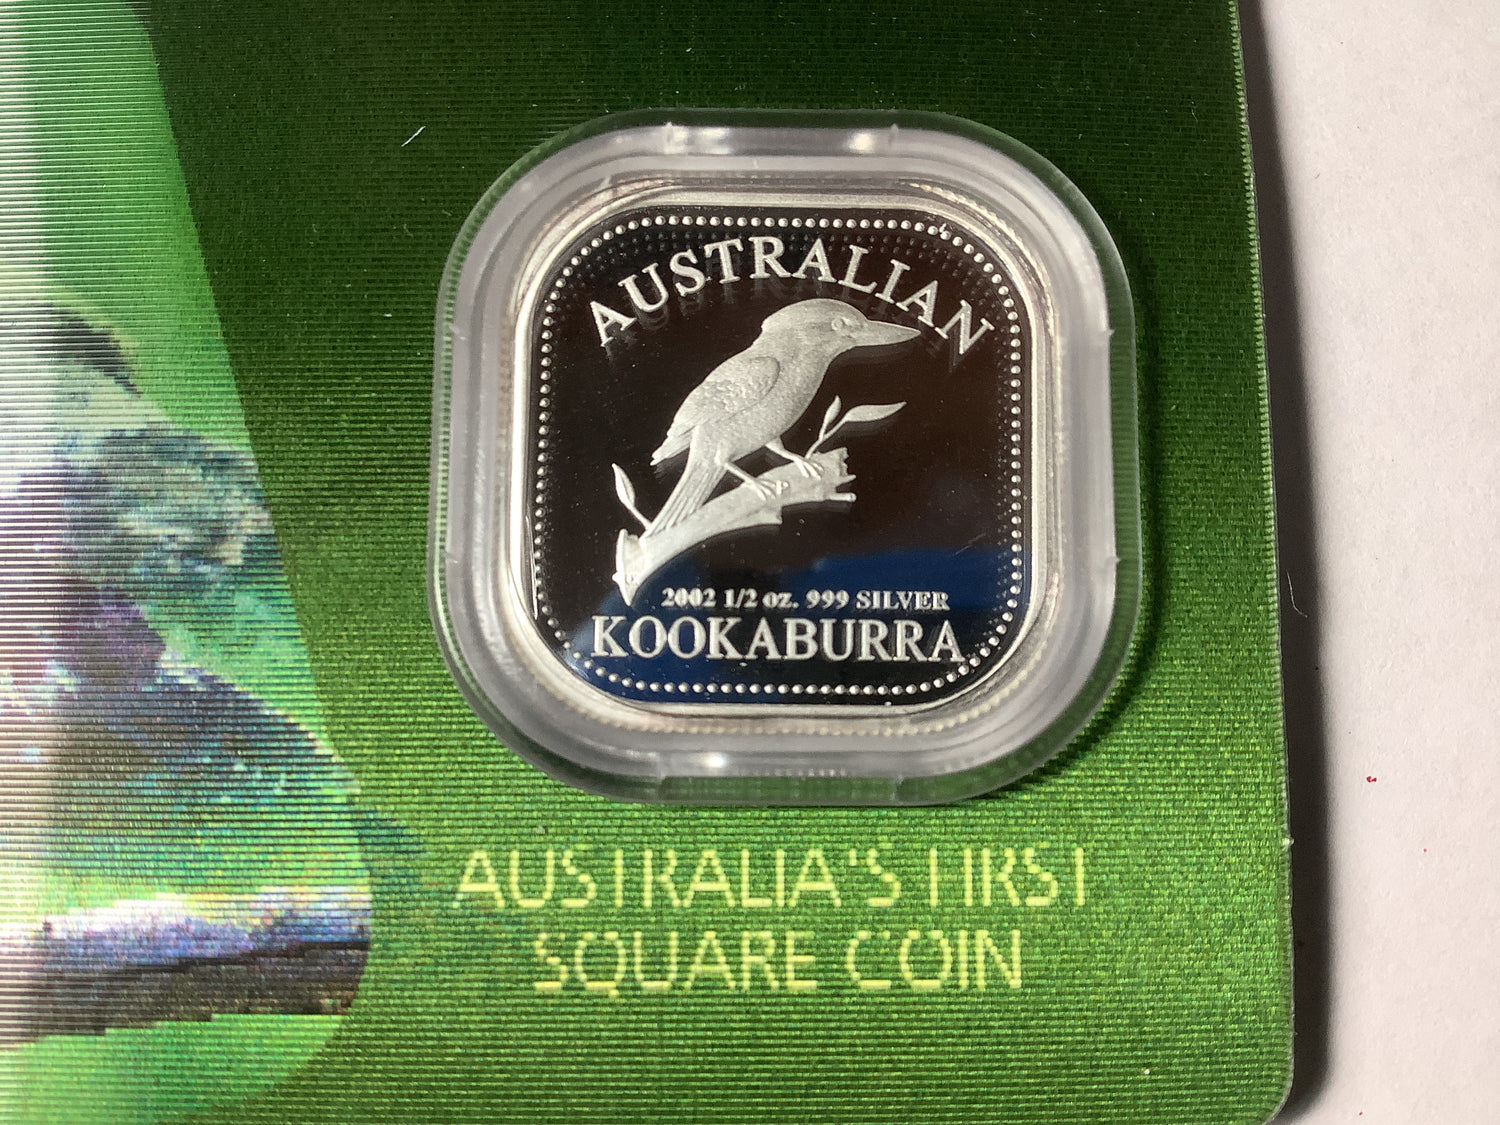 AUSTRALIAN
2002 1/2 oz. 999 SILVER
KOOKABURRA
AUSTRALIA'S FIRST
SQUARE COIN